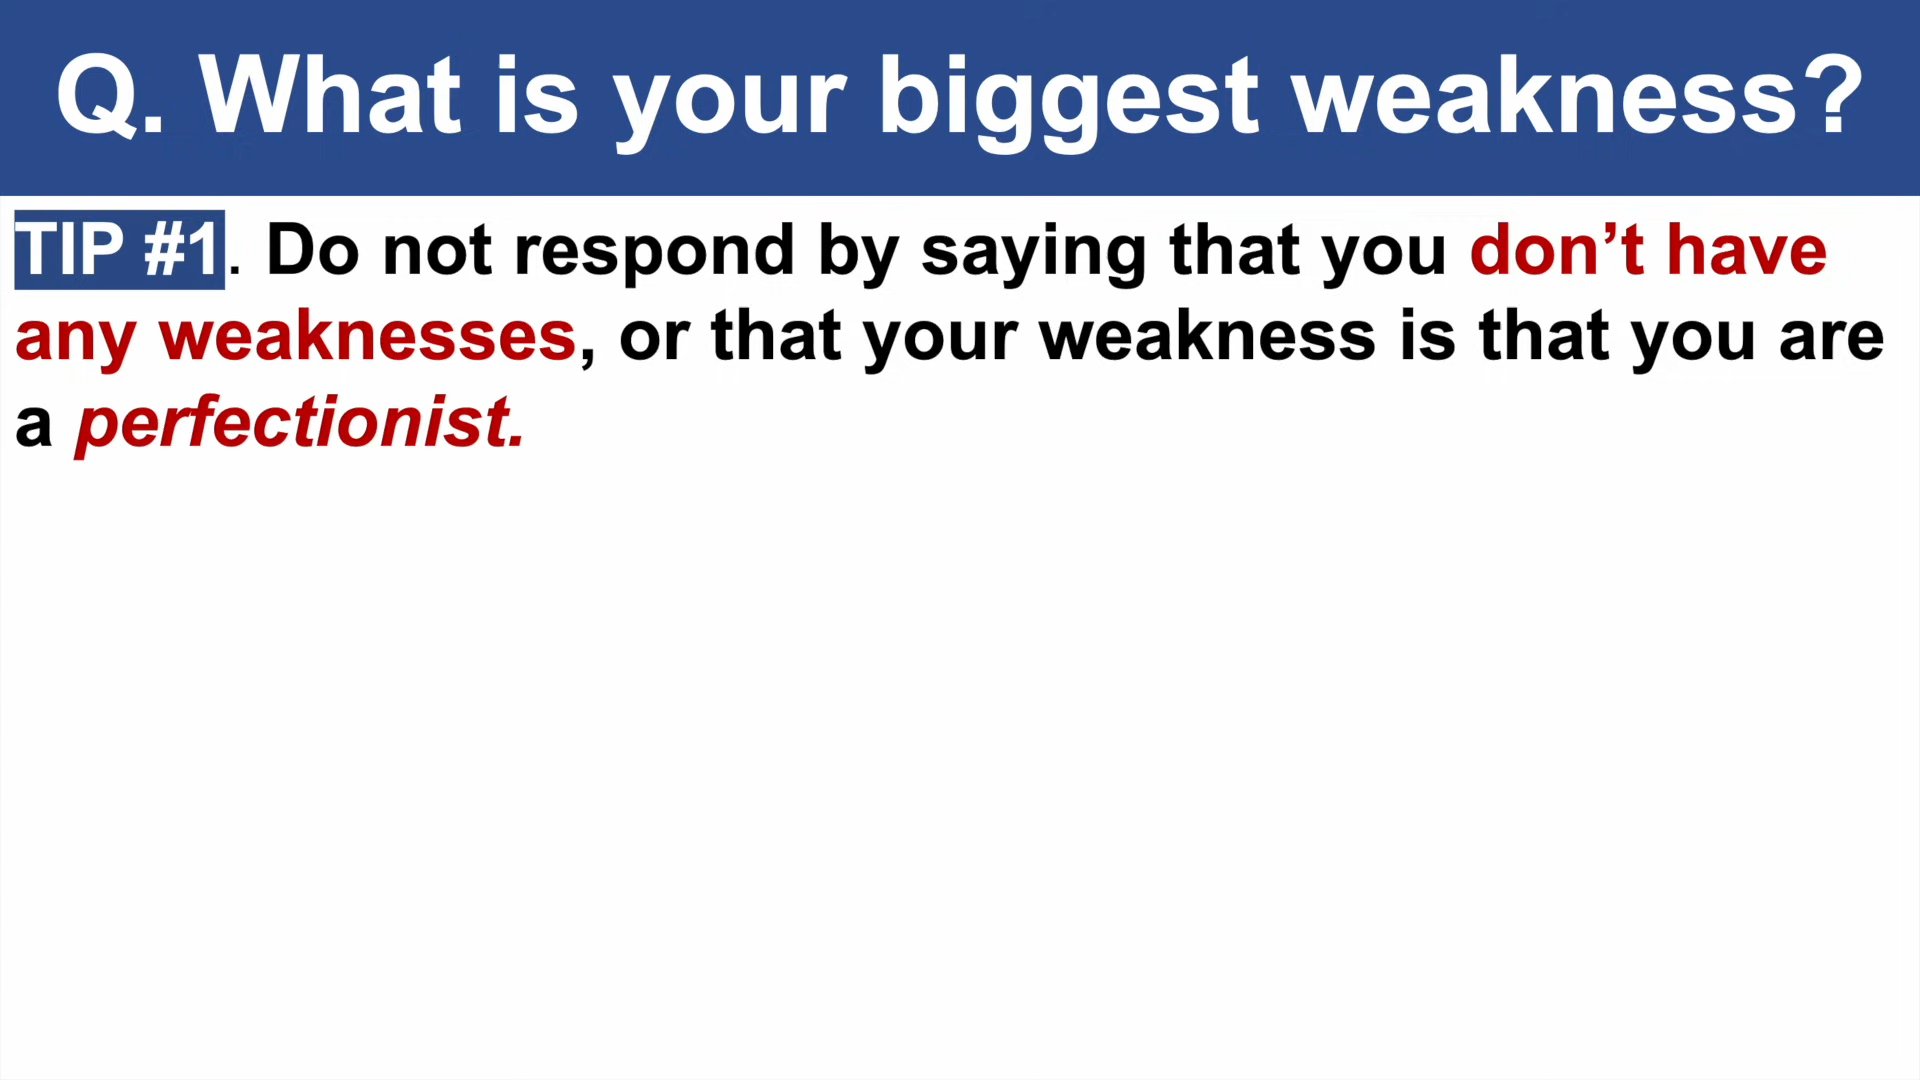 Q. What is your biggest weakness?
TIP #1. Do not respond by saying that you don’t have
any weaknesses, or that your weakness is that you are
a perfectionist.